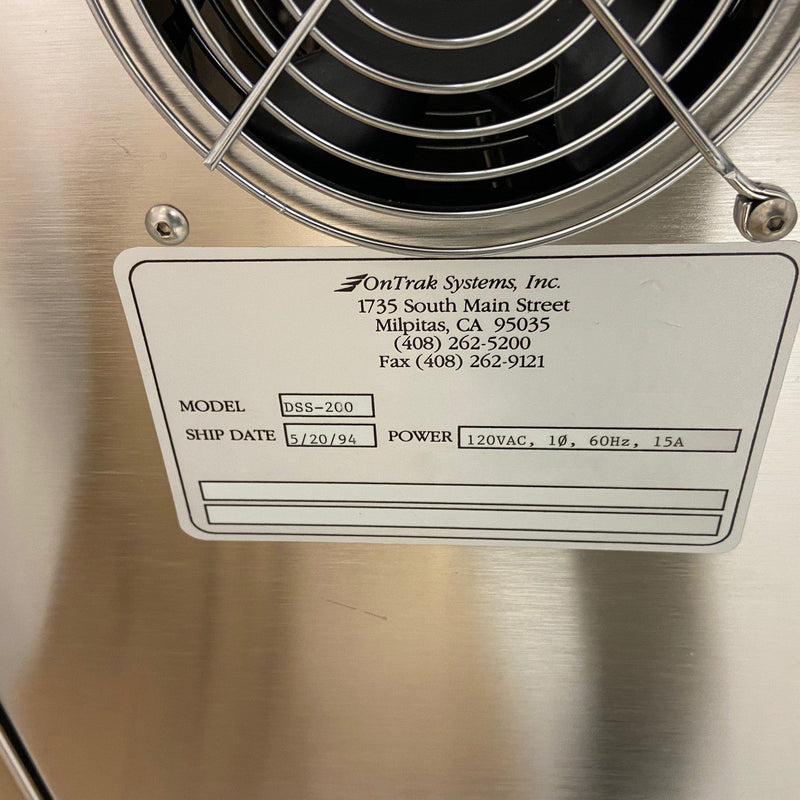 OnTrak Systems, Inc.
1735 South Main Street
Milpitas, CA 95035
(408) 262-5200
Fax (408) 262-9121
MODEL DSS-200
SHIP DATE 5/20/94 POWER 120VAC, 1Ø, 60Hz, 15A